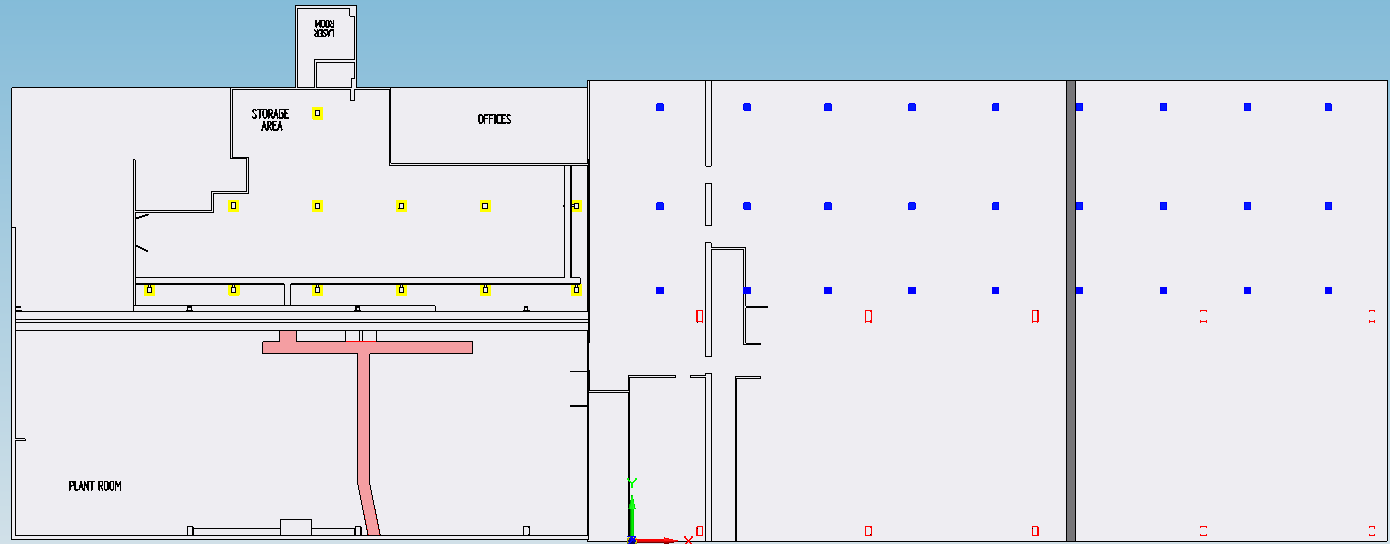 LASER
ROOM
STORAGE
AREA
OFFICES
PLANT ROOM
Y
X